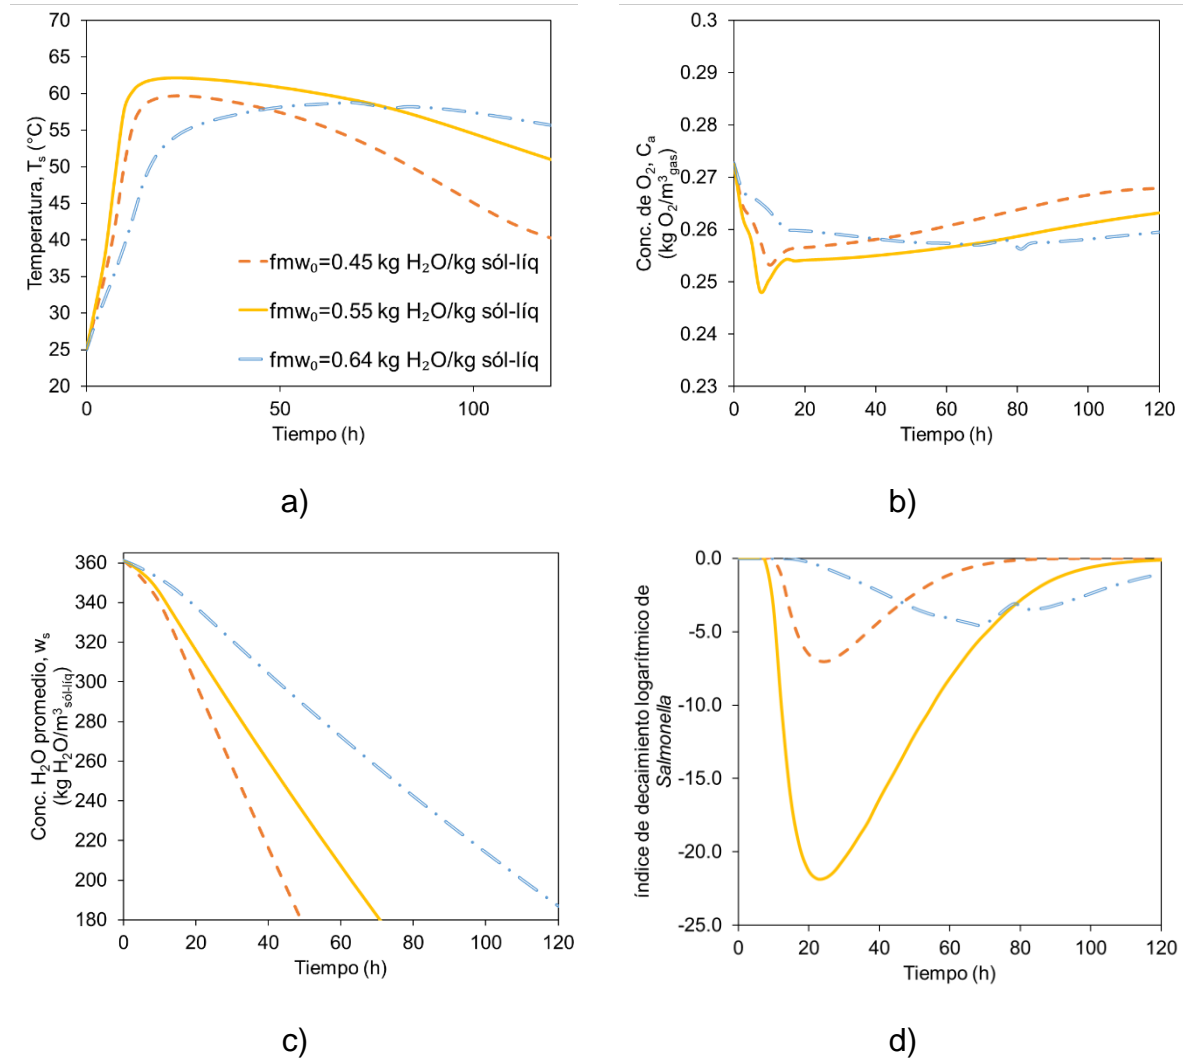 70
65
60
55
50
45
40
35
30
25
20
Temperatura, Tₛ (°C)
fmw₀=0.45 kg H₂O/kg sól-líq
fmw₀=0.55 kg H₂O/kg sól-líq
fmw₀=0.64 kg H₂O/kg sól-líq
0 50 100
Tiempo (h)
a)
0.3
0.29
0.28
0.27
0.26
0.25
0.24
0.23
Conc. de O₂, Cₐ
(kg O₂/m³gas)
0 20 40 60 80 100 120
Tiempo (h)
b)
360
340
320
300
280
260
240
220
200
180
Conc. H₂O promedio, wₛ
(kg H₂O/m³sól-líq)
0 20 40 60 80 100 120
Tiempo (h)
c)
0.0
-5.0
-10.0
-15.0
-20.0
-25.0
índice de decaimiento logarítmico de
Salmonella
0 20 40 60 80 100 120
Tiempo (h)
d)